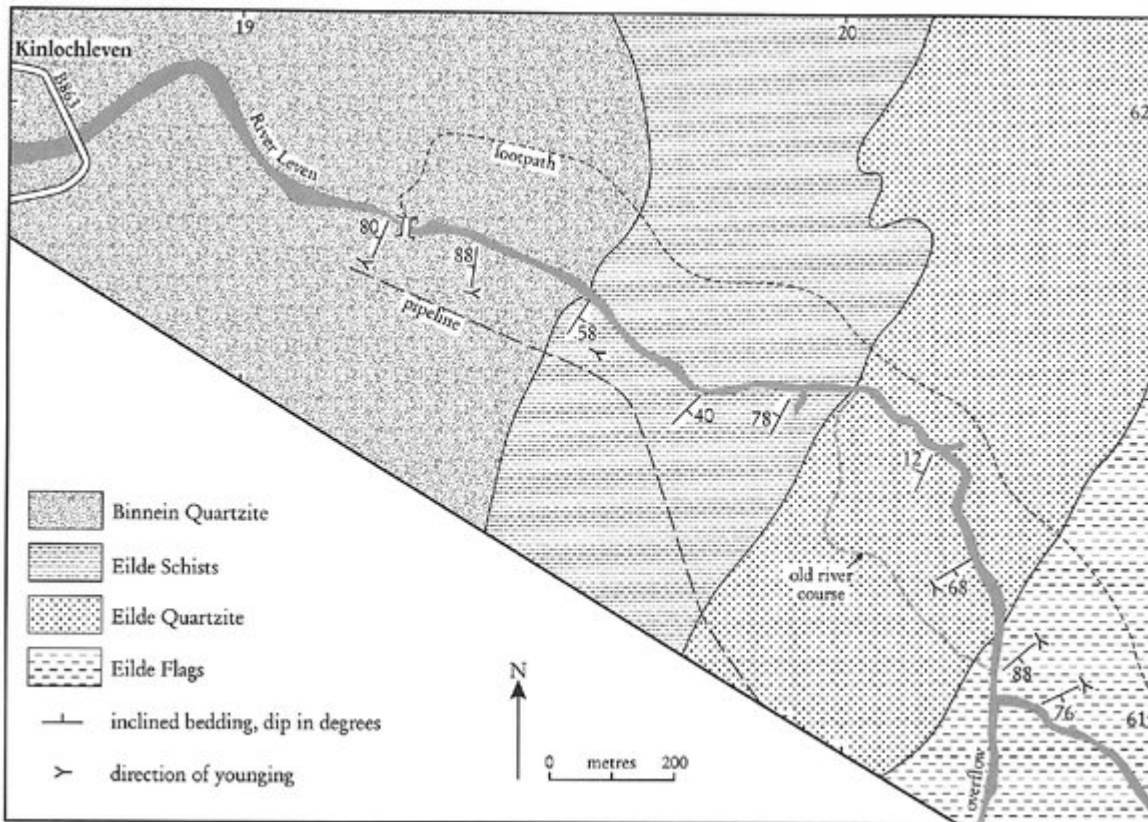 19
20
Kinlochleven
B861
62
River Leven
footpath
80
88
pipeline
58
40
78
12
old river
course
68
88
76
61
overflow
Binnein Quartzite
Eilde Schists
Eilde Quartzite
Eilde Flags
inclined bedding, dip in degrees
direction of younging
N
0 metres 200